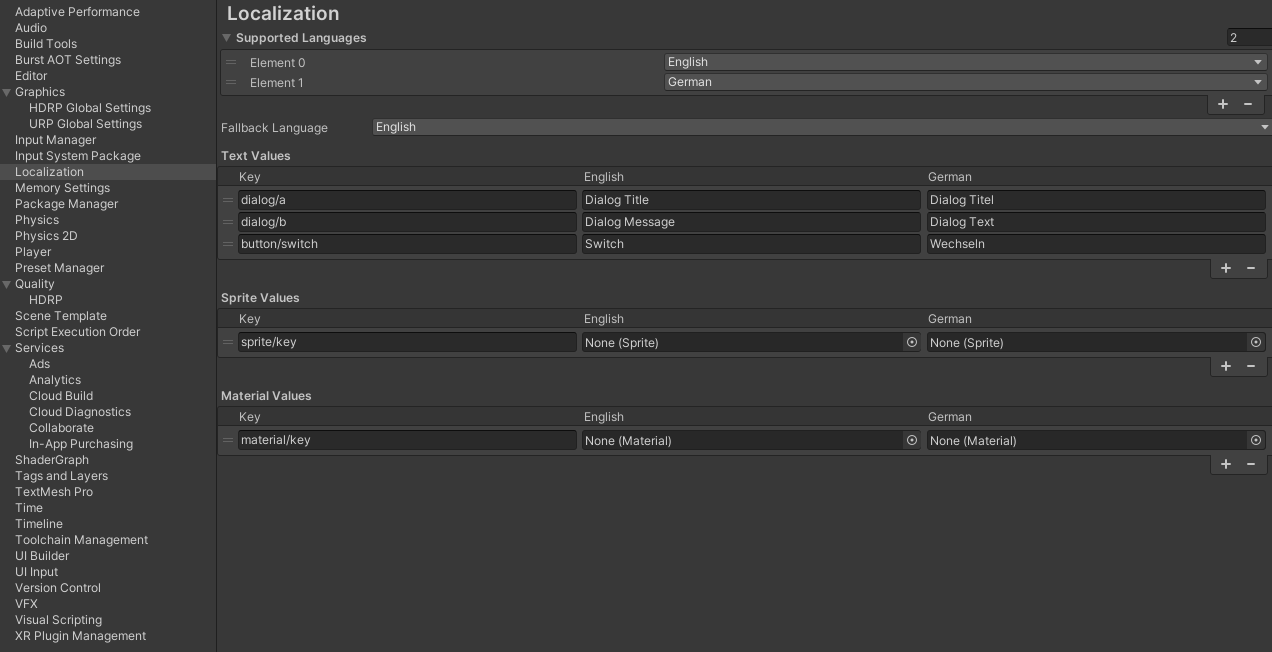 Adaptive Performance
Audio
Build Tools
Burst AOT Settings
Editor
Graphics
HDRP Global Settings
URP Global Settings
Input Manager
Input System Package
Localization
Memory Settings
Package Manager
Physics
Physics 2D
Player
Preset Manager
Quality
HDRP
Scene Template
Script Execution Order
Services
Ads
Analytics
Cloud Build
Cloud Diagnostics
Collaborate
In-App Purchasing
ShaderGraph
Tags and Layers
TextMesh Pro
Time
Timeline
Toolchain Management
UI Builder
UI Input
Version Control
VFX
Visual Scripting
XR Plugin Management
Localization
Supported Languages 2
Element 0 English
Element 1 German
Fallback Language English
Text Values
Key English German
dialog/a Dialog Title Dialog Titel
dialog/b Dialog Message Dialog Text
button/switch Switch Wechseln
Sprite Values
Key English German
sprite/key None (Sprite) None (Sprite)
Material Values
Key English German
material/key None (Material) None (Material)